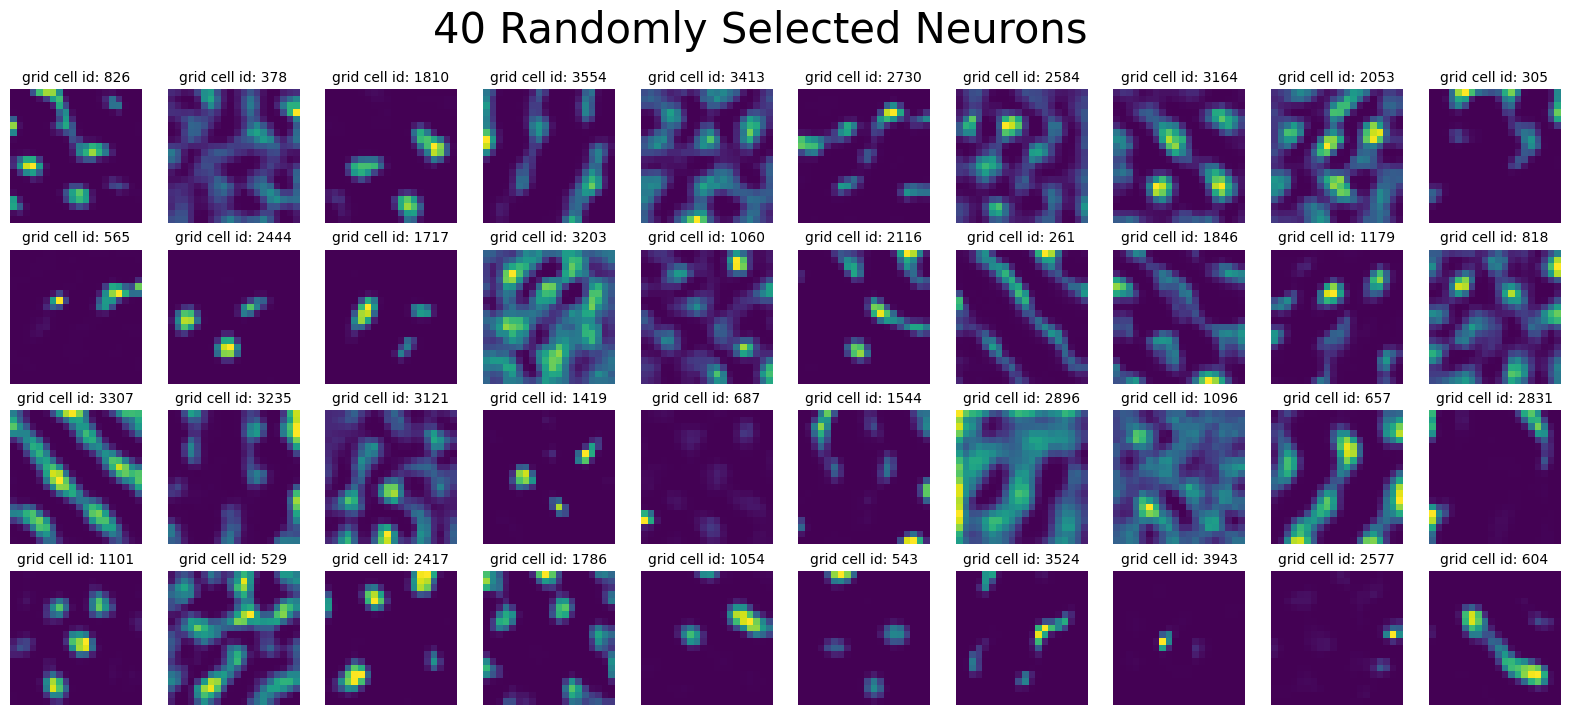 40 Randomly Selected Neurons
grid cell id: 826
grid cell id: 378
grid cell id: 1810
grid cell id: 3554
grid cell id: 3413
grid cell id: 2730
grid cell id: 2584
grid cell id: 3164
grid cell id: 2053
grid cell id: 305
grid cell id: 565
grid cell id: 2444
grid cell id: 1717
grid cell id: 3203
grid cell id: 1060
grid cell id: 2116
grid cell id: 261
grid cell id: 1846
grid cell id: 1179
grid cell id: 818
grid cell id: 3307
grid cell id: 3235
grid cell id: 3121
grid cell id: 1419
grid cell id: 687
grid cell id: 1544
grid cell id: 2896
grid cell id: 1096
grid cell id: 657
grid cell id: 2831
grid cell id: 1101
grid cell id: 529
grid cell id: 2417
grid cell id: 1786
grid cell id: 1054
grid cell id: 543
grid cell id: 3524
grid cell id: 3943
grid cell id: 2577
grid cell id: 604